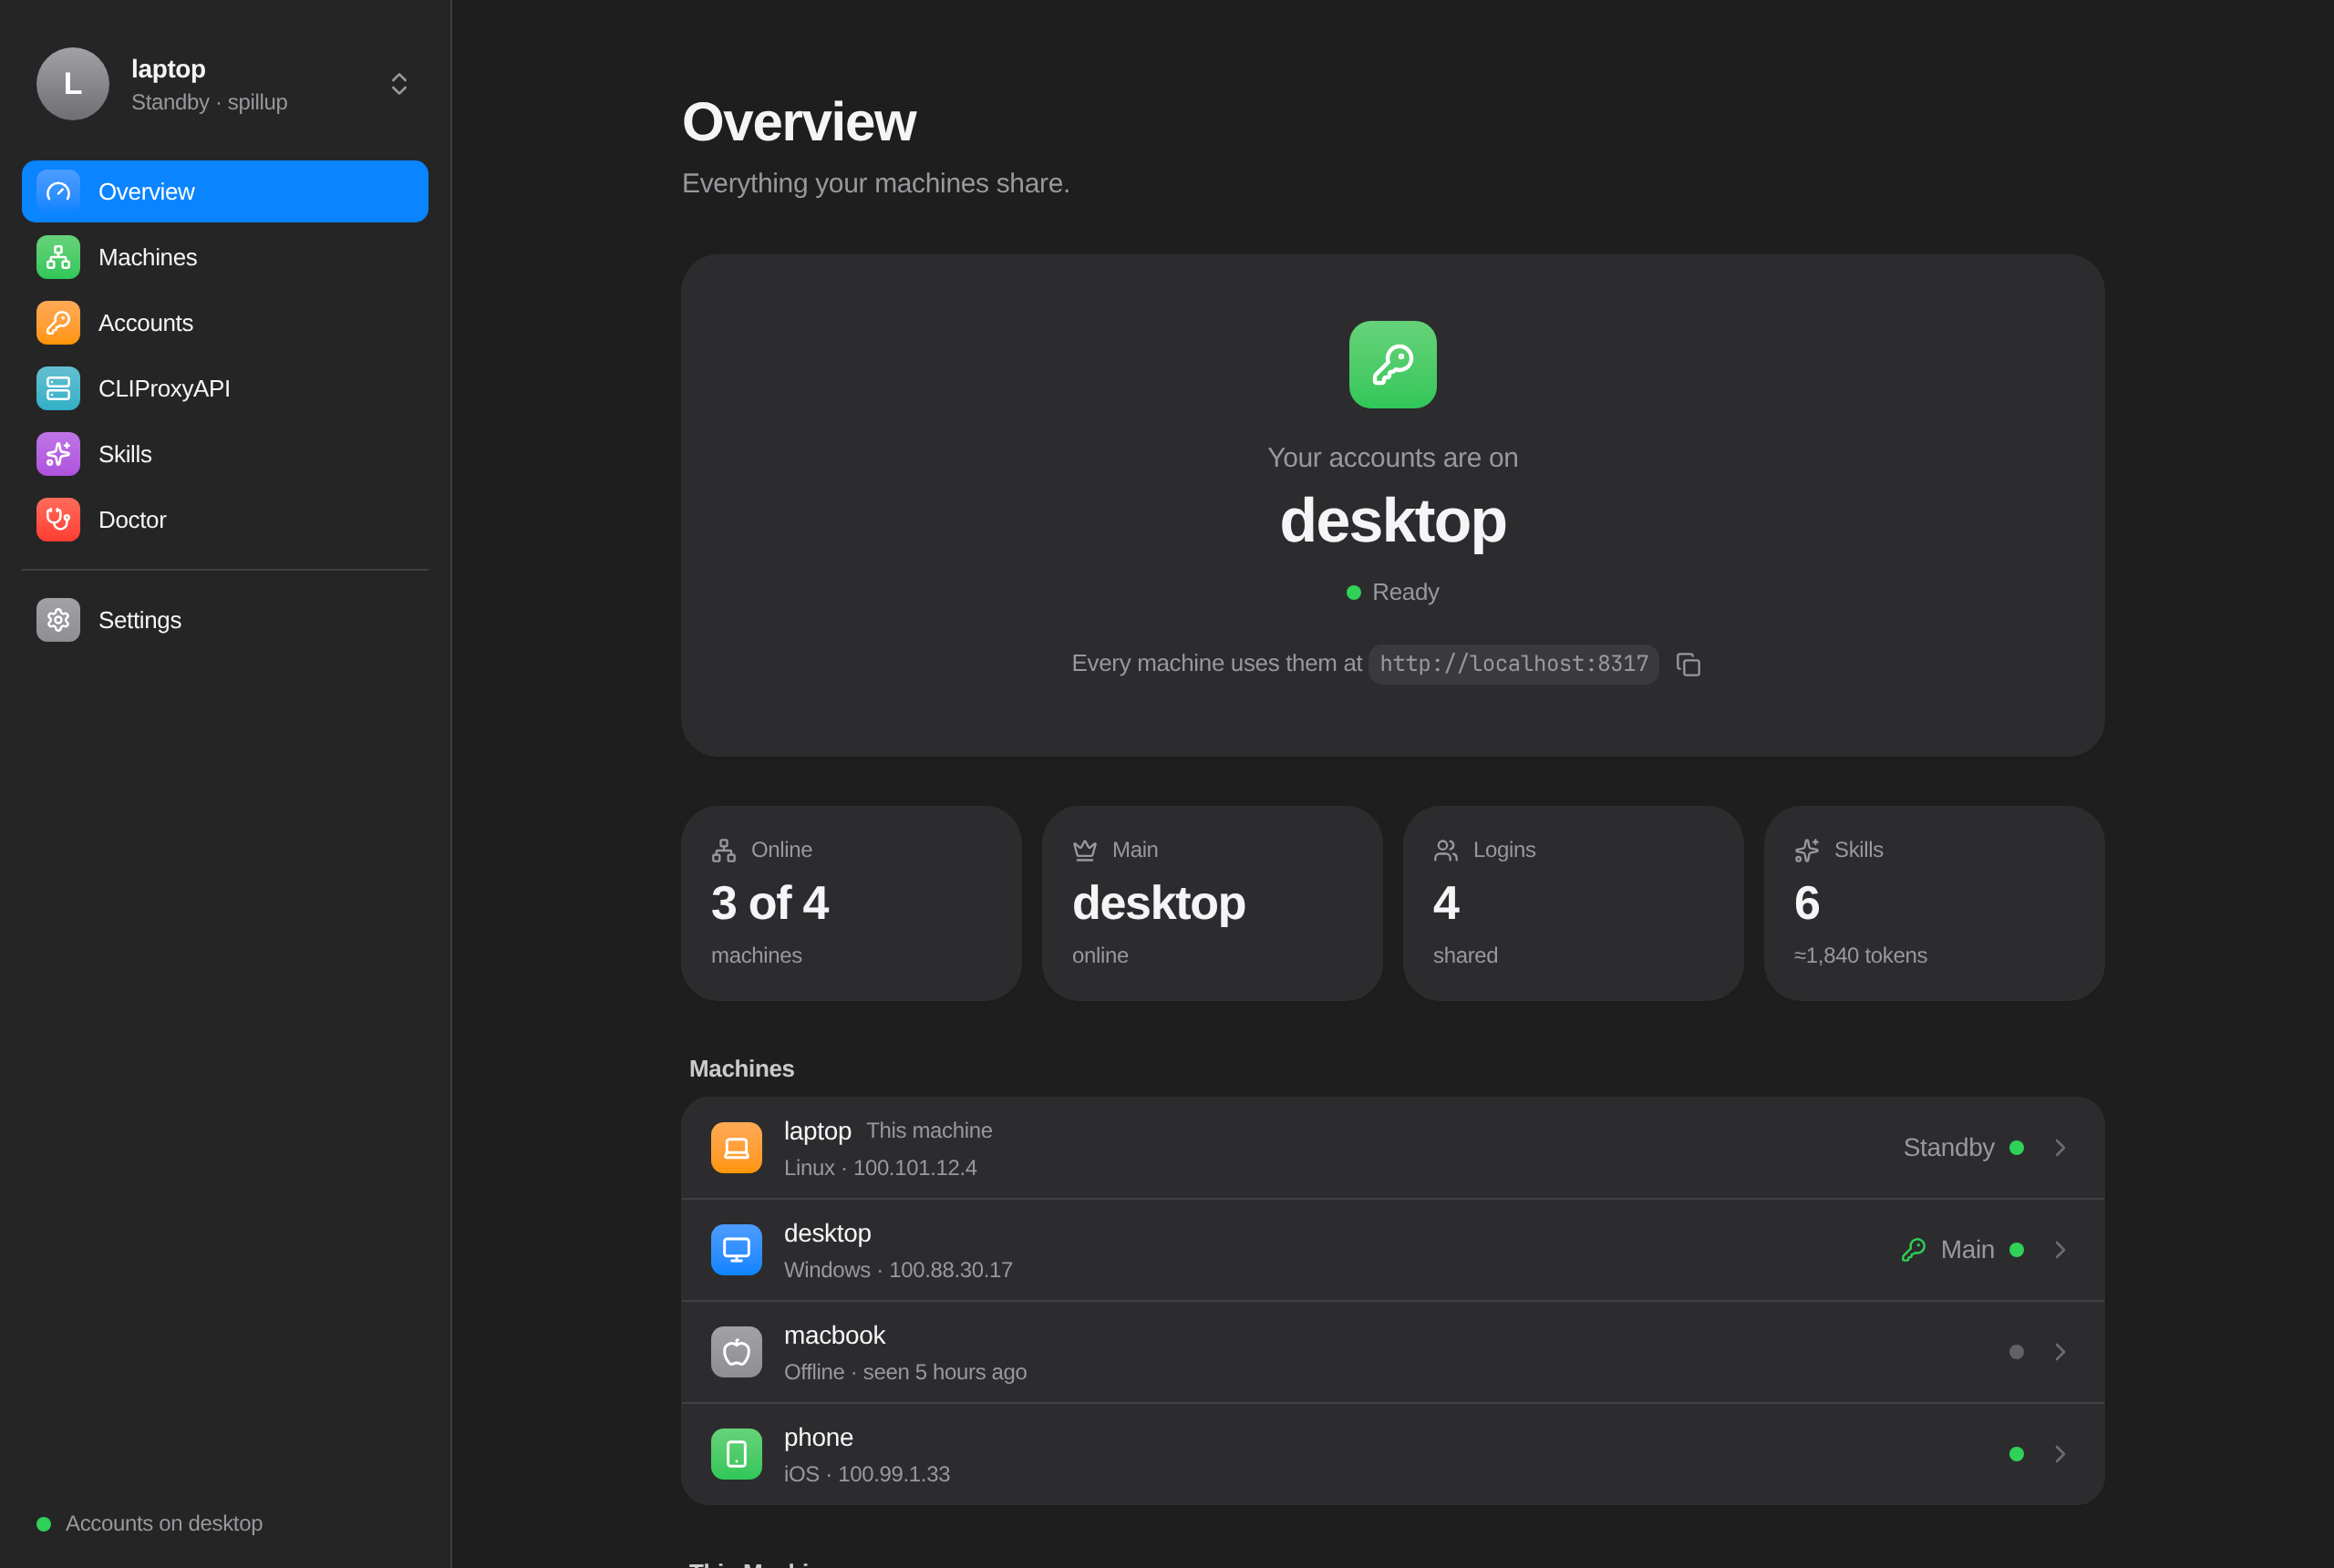 L
laptop
Standby · spillup
Overview
Machines
Accounts
CLIProxyAPI
Skills
Doctor
Settings
Accounts on desktop
Overview
Everything your machines share.
Your accounts are on
desktop
Ready
Every machine uses them at http://localhost:8317
Online
3 of 4
machines
Main
desktop
online
Logins
4
shared
Skills
6
≈1,840 tokens
Machines
laptop This machine
Linux · 100.101.12.4
Standby
desktop
Windows · 100.88.30.17
Main
macbook
Offline · seen 5 hours ago
phone
iOS · 100.99.1.33